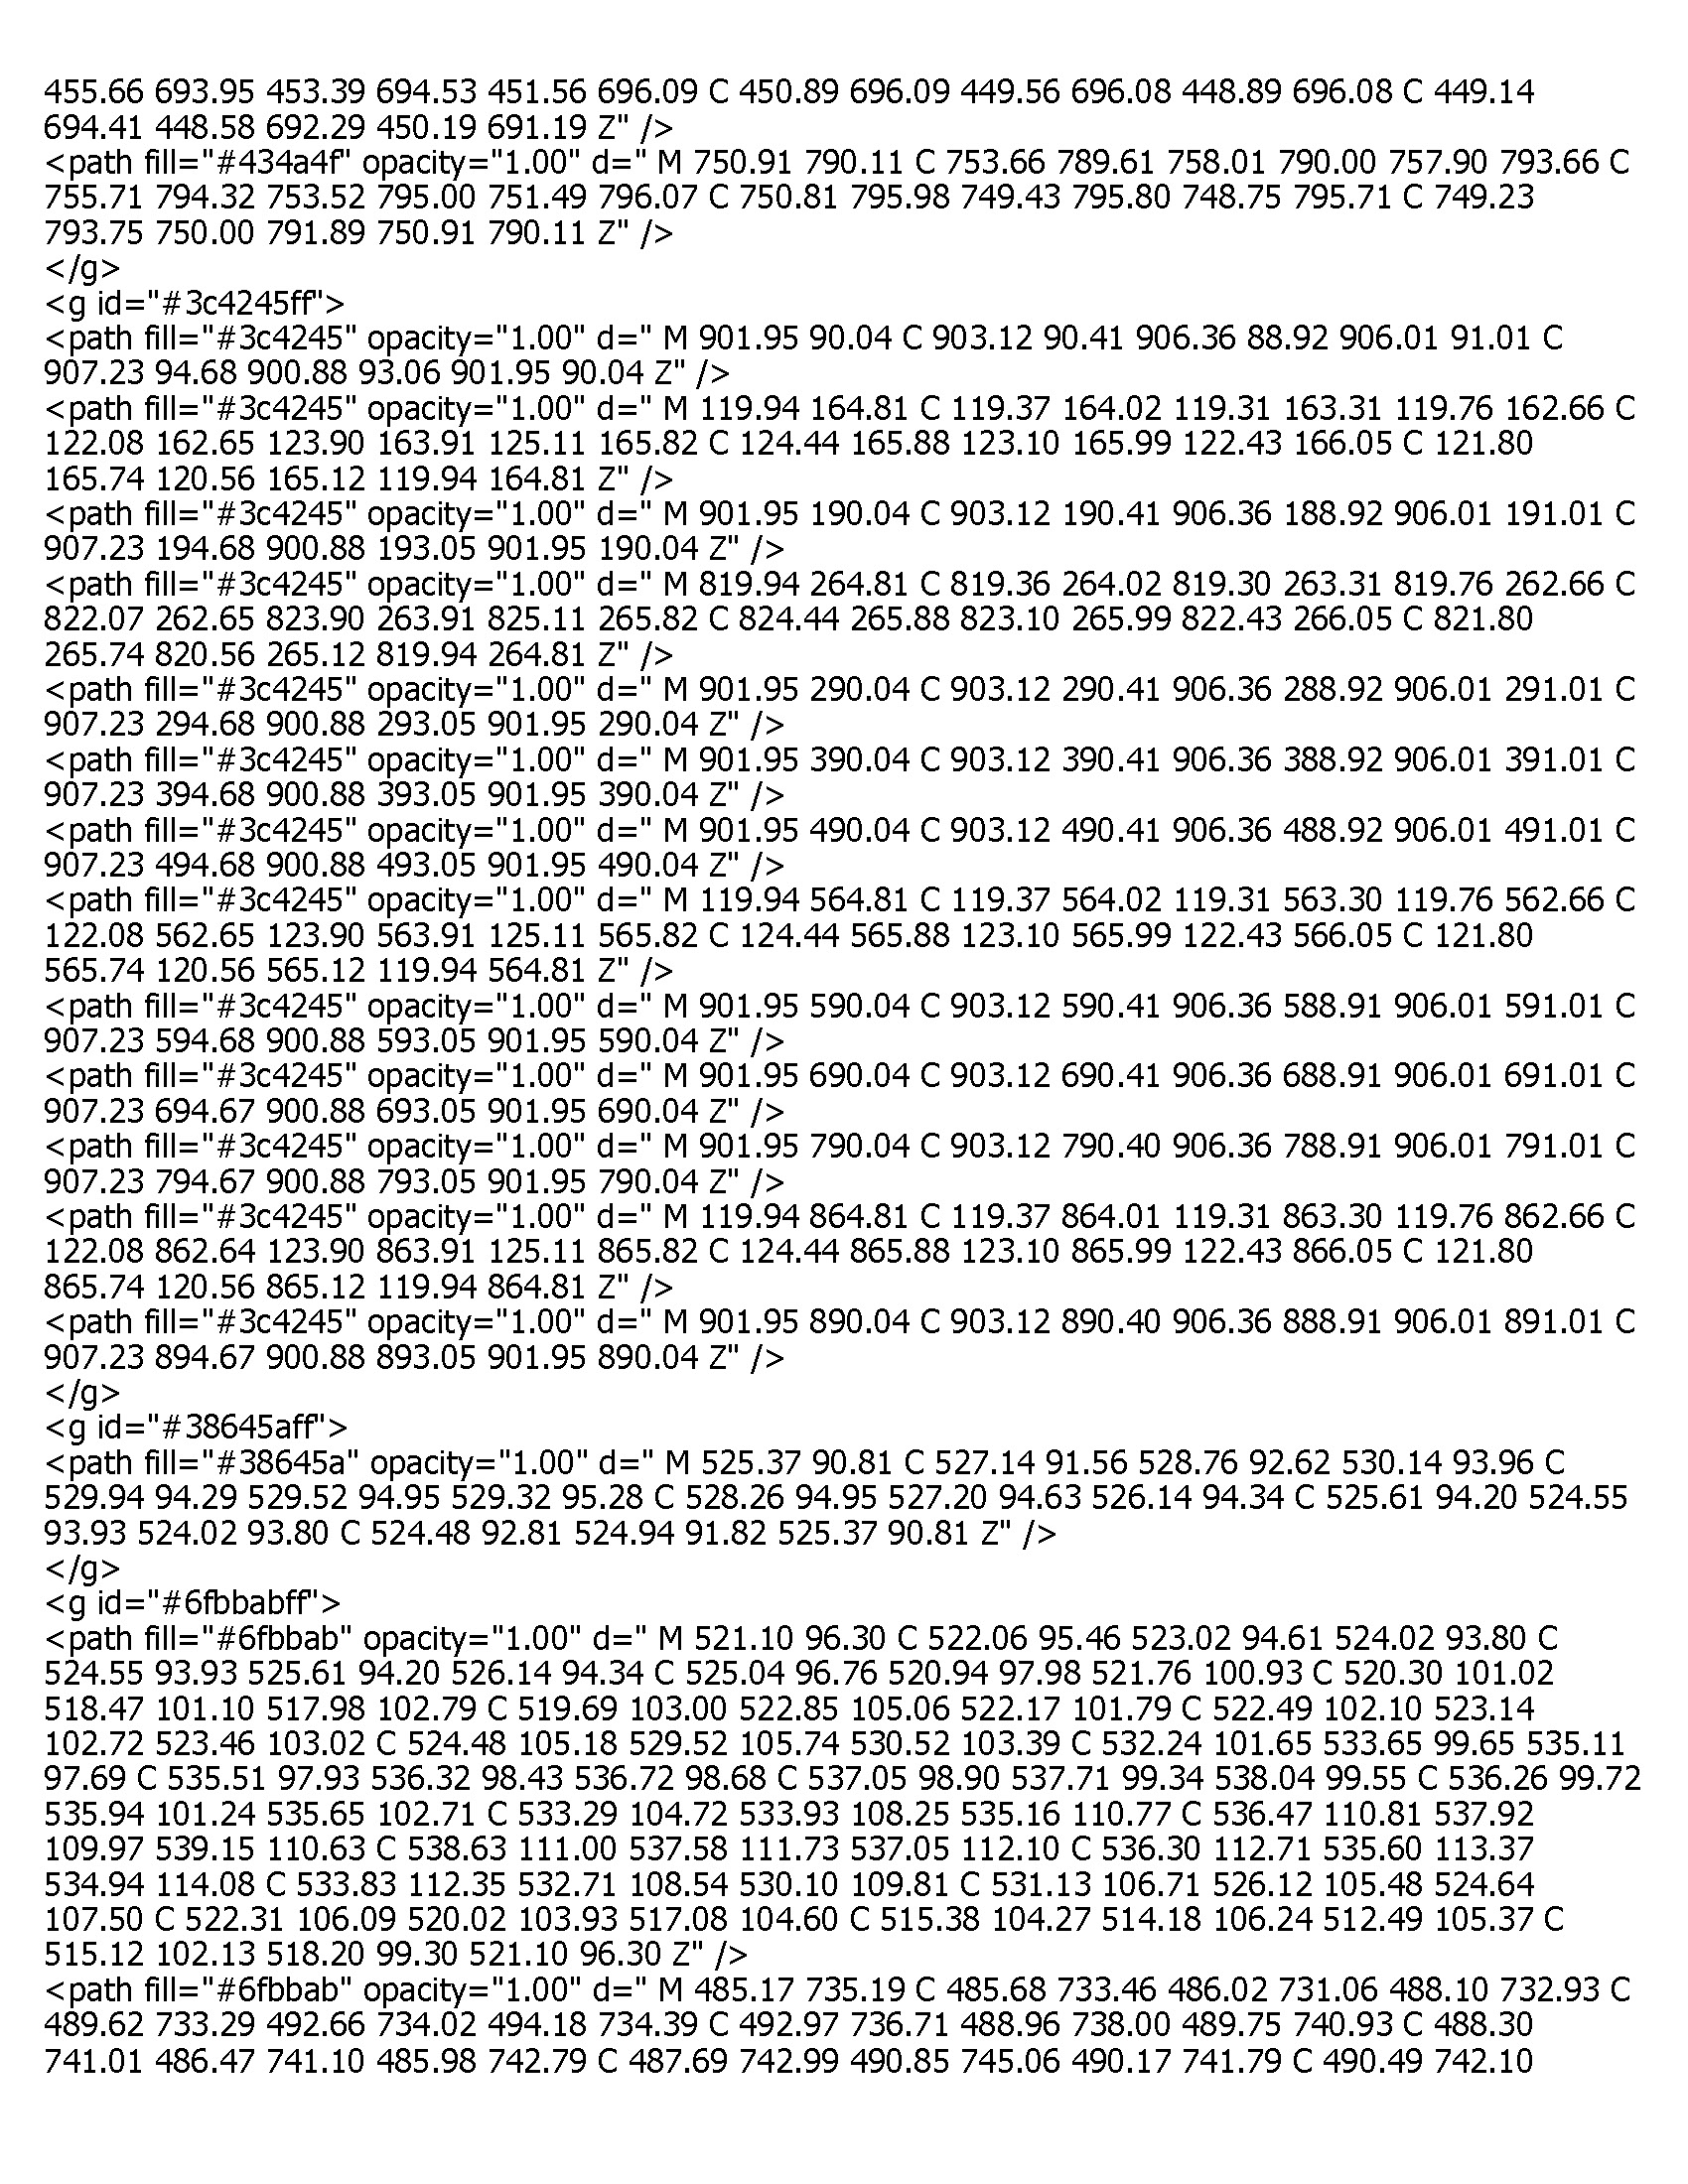 455.66 693.95 453.39 694.53 451.56 696.09 C 450.89 696.09 449.56 696.08 448.89 696.08 C 449.14
694.41 448.58 692.29 450.19 691.19 Z" />
<path fill="#434a4f" opacity="1.00" d=" M 750.91 790.11 C 753.66 789.61 758.01 790.00 757.90 793.66 C
755.71 794.32 753.52 795.00 751.49 796.07 C 750.81 795.98 749.43 795.80 748.75 795.71 C 749.23
793.75 750.00 791.89 750.91 790.11 Z" />
</g>
<g id="#3c4245ff">
<path fill="#3c4245" opacity="1.00" d=" M 901.95 90.04 C 903.12 90.41 906.36 88.92 906.01 91.01 C
907.23 94.68 900.88 93.06 901.95 90.04 Z" />
<path fill="#3c4245" opacity="1.00" d=" M 119.94 164.81 C 119.37 164.02 119.31 163.31 119.76 162.66 C
122.08 162.65 123.90 163.91 125.11 165.82 C 124.44 165.88 123.10 165.99 122.43 166.05 C 121.80
165.74 120.56 165.12 119.94 164.81 Z" />
<path fill="#3c4245" opacity="1.00" d=" M 901.95 190.04 C 903.12 190.41 906.36 188.92 906.01 191.01 C
907.23 194.68 900.88 193.05 901.95 190.04 Z" />
<path fill="#3c4245" opacity="1.00" d=" M 819.94 264.81 C 819.36 264.02 819.30 263.31 819.76 262.66 C
822.07 262.65 823.90 263.91 825.11 265.82 C 824.44 265.88 823.10 265.99 822.43 266.05 C 821.80
265.74 820.56 265.12 819.94 264.81 Z" />
<path fill="#3c4245" opacity="1.00" d=" M 901.95 290.04 C 903.12 290.41 906.36 288.92 906.01 291.01 C
907.23 294.68 900.88 293.05 901.95 290.04 Z" />
<path fill="#3c4245" opacity="1.00" d=" M 901.95 390.04 C 903.12 390.41 906.36 388.92 906.01 391.01 C
907.23 394.68 900.88 393.05 901.95 390.04 Z" />
<path fill="#3c4245" opacity="1.00" d=" M 901.95 490.04 C 903.12 490.41 906.36 488.92 906.01 491.01 C
907.23 494.68 900.88 493.05 901.95 490.04 Z" />
<path fill="#3c4245" opacity="1.00" d=" M 119.94 564.81 C 119.37 564.02 119.31 563.30 119.76 562.66 C
122.08 562.65 123.90 563.91 125.11 565.82 C 124.44 565.88 123.10 565.99 122.43 566.05 C 121.80
565.74 120.56 565.12 119.94 564.81 Z" />
<path fill="#3c4245" opacity="1.00" d=" M 901.95 590.04 C 903.12 590.41 906.36 588.91 906.01 591.01 C
907.23 594.68 900.88 593.05 901.95 590.04 Z" />
<path fill="#3c4245" opacity="1.00" d=" M 901.95 690.04 C 903.12 690.41 906.36 688.91 906.01 691.01 C
907.23 694.67 900.88 693.05 901.95 690.04 Z" />
<path fill="#3c4245" opacity="1.00" d=" M 901.95 790.04 C 903.12 790.40 906.36 788.91 906.01 791.01 C
907.23 794.67 900.88 793.05 901.95 790.04 Z" />
<path fill="#3c4245" opacity="1.00" d=" M 119.94 864.81 C 119.37 864.01 119.31 863.30 119.76 862.66 C
122.08 862.64 123.90 863.91 125.11 865.82 C 124.44 865.88 123.10 865.99 122.43 866.05 C 121.80
865.74 120.56 865.12 119.94 864.81 Z" />
<path fill="#3c4245" opacity="1.00" d=" M 901.95 890.04 C 903.12 890.40 906.36 888.91 906.01 891.01 C
907.23 894.67 900.88 893.05 901.95 890.04 Z" />
</g>
<g id="#38645aff">
<path fill="#38645a" opacity="1.00" d=" M 525.37 90.81 C 527.14 91.56 528.76 92.62 530.14 93.96 C
529.94 94.29 529.52 94.95 529.32 95.28 C 528.26 94.95 527.20 94.63 526.14 94.34 C 525.61 94.20 524.55
93.93 524.02 93.80 C 524.48 92.81 524.94 91.82 525.37 90.81 Z" />
</g>
<g id="#6fbbabff">
<path fill="#6fbbab" opacity="1.00" d=" M 521.10 96.30 C 522.06 95.46 523.02 94.61 524.02 93.80 C
524.55 93.93 525.61 94.20 526.14 94.34 C 525.04 96.76 520.94 97.98 521.76 100.93 C 520.30 101.02
518.47 101.10 517.98 102.79 C 519.69 103.00 522.85 105.06 522.17 101.79 C 522.49 102.10 523.14
102.72 523.46 103.02 C 524.48 105.18 529.52 105.74 530.52 103.39 C 532.24 101.65 533.65 99.65 535.11
97.69 C 535.51 97.93 536.32 98.43 536.72 98.68 C 537.05 98.90 537.71 99.34 538.04 99.55 C 536.26 99.72
535.94 101.24 535.65 102.71 C 533.29 104.72 533.93 108.25 535.16 110.77 C 536.47 110.81 537.92
109.97 539.15 110.63 C 538.63 111.00 537.58 111.73 537.05 112.10 C 536.30 112.71 535.60 113.37
534.94 114.08 C 533.83 112.35 532.71 108.54 530.10 109.81 C 531.13 106.71 526.12 105.48 524.64
107.50 C 522.31 106.09 520.02 103.93 517.08 104.60 C 515.38 104.27 514.18 106.24 512.49 105.37 C
515.12 102.13 518.20 99.30 521.10 96.30 Z" />
<path fill="#6fbbab" opacity="1.00" d=" M 485.17 735.19 C 485.68 733.46 486.02 731.06 488.10 732.93 C
489.62 733.29 492.66 734.02 494.18 734.39 C 492.97 736.71 488.96 738.00 489.75 740.93 C 488.30
741.01 486.47 741.10 485.98 742.79 C 487.69 742.99 490.85 745.06 490.17 741.79 C 490.49 742.10